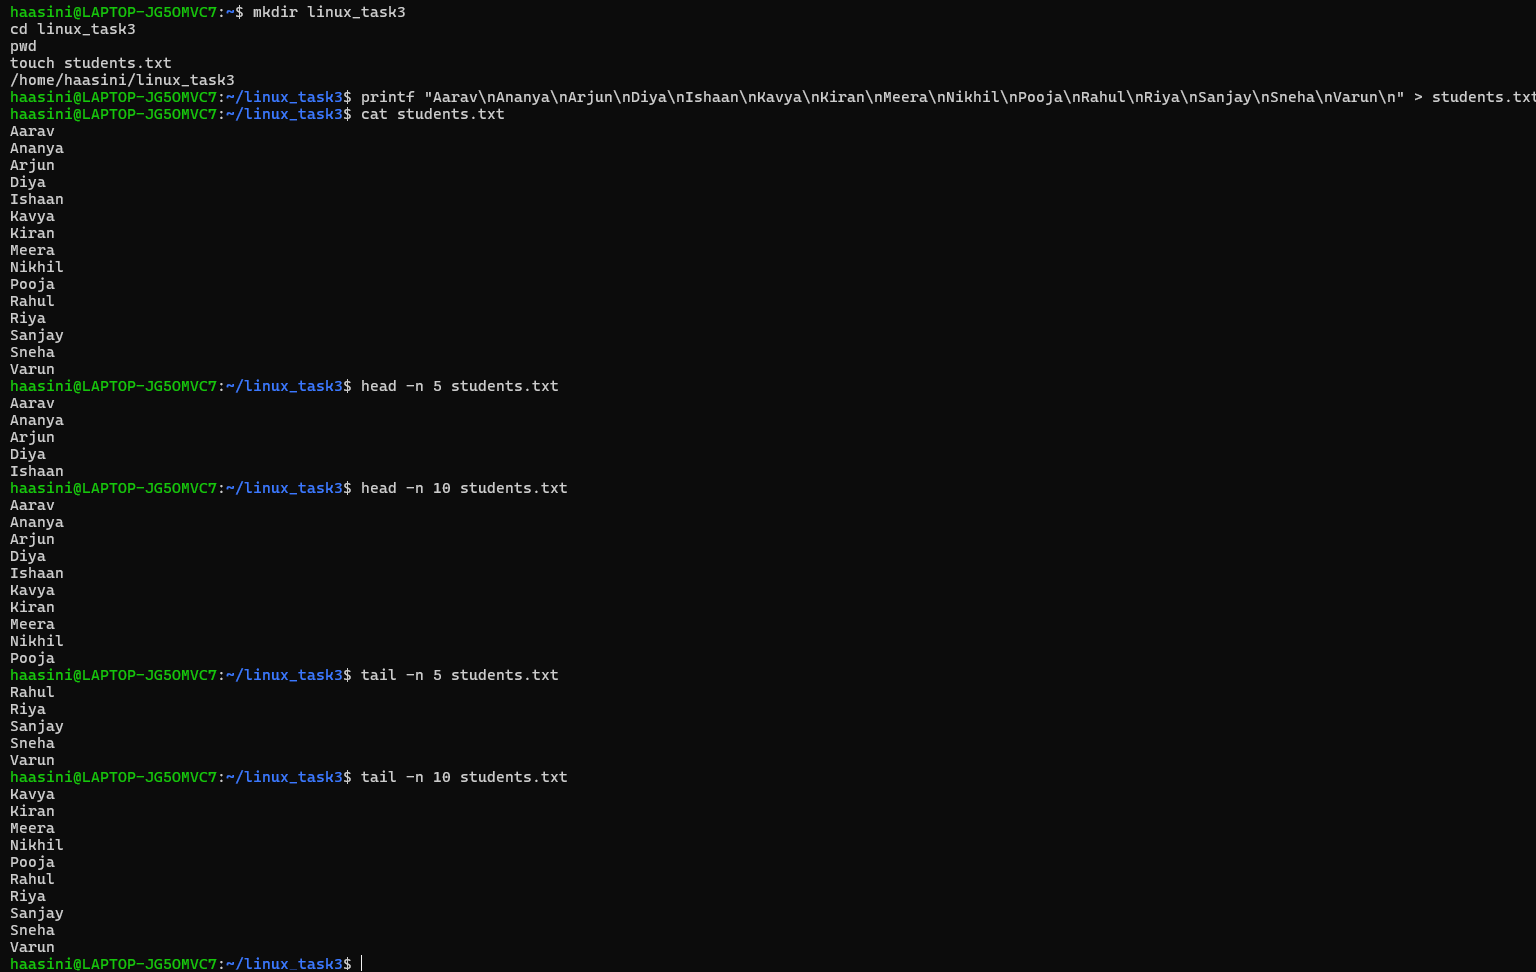 haasini@LAPTOP-JG5OMVC7:~$ mkdir linux_task3
cd linux_task3
pwd
touch students.txt
/home/haasini/linux_task3
haasini@LAPTOP-JG5OMVC7:~/linux_task3$ printf "Aarav\nAnanya\nArjun\nDiya\nIshaan\nKavya\nKiran\nMeera\nNikhil\nPooja\nRahul\nRiya\nSanjay\nSneha\nVarun\n" > students.txt
haasini@LAPTOP-JG5OMVC7:~/linux_task3$ cat students.txt
Aarav
Ananya
Arjun
Diya
Ishaan
Kavya
Kiran
Meera
Nikhil
Pooja
Rahul
Riya
Sanjay
Sneha
Varun
haasini@LAPTOP-JG5OMVC7:~/linux_task3$ head -n 5 students.txt
Aarav
Ananya
Arjun
Diya
Ishaan
haasini@LAPTOP-JG5OMVC7:~/linux_task3$ head -n 10 students.txt
Aarav
Ananya
Arjun
Diya
Ishaan
Kavya
Kiran
Meera
Nikhil
Pooja
haasini@LAPTOP-JG5OMVC7:~/linux_task3$ tail -n 5 students.txt
Rahul
Riya
Sanjay
Sneha
Varun
haasini@LAPTOP-JG5OMVC7:~/linux_task3$ tail -n 10 students.txt
Kavya
Kiran
Meera
Nikhil
Pooja
Rahul
Riya
Sanjay
Sneha
Varun
haasini@LAPTOP-JG5OMVC7:~/linux_task3$